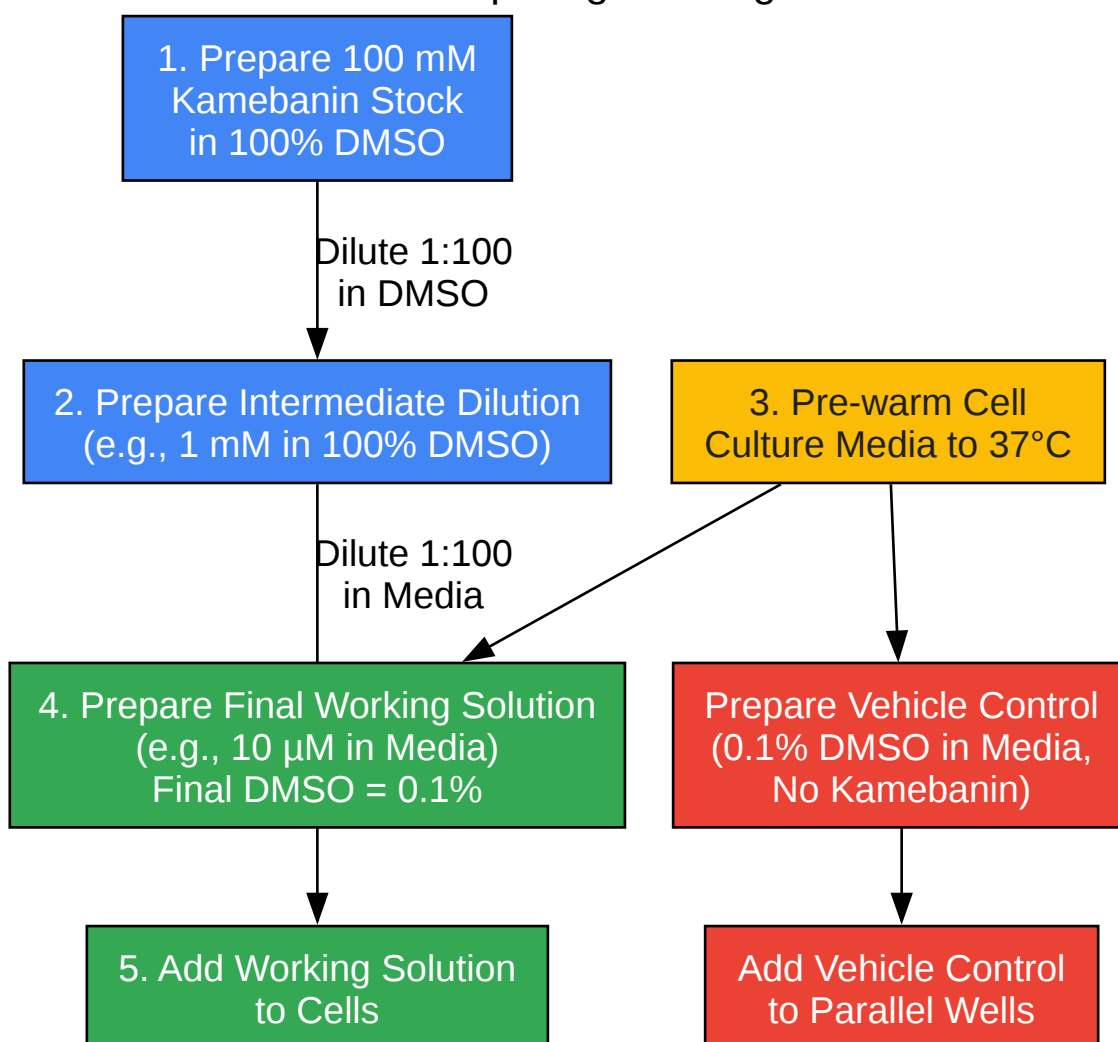 1. Prepare 100 mM
Kamebanin Stock
in 100% DMSO
Dilute 1:100
in DMSO
2. Prepare Intermediate Dilution
(e.g., 1 mM in 100% DMSO)
3. Pre-warm Cell
Culture Media to 37°C
Dilute 1:100
in Media
4. Prepare Final Working Solution
(e.g., 10 µM in Media)
Final DMSO = 0.1%
Prepare Vehicle Control
(0.1% DMSO in Media,
No Kamebanin)
5. Add Working Solution
to Cells
Add Vehicle Control
to Parallel Wells